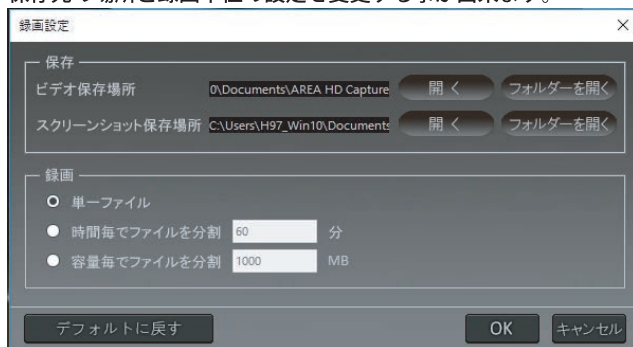 録画設定
保存
ビデオ保存場所 0\Documents\AREA HD Capture 開く フォルダーを開く
スクリーンショット保存場所 C:\Users\H97_Win10\Documents 開く フォルダーを開く
録画
単一ファイル
時間毎でファイルを分割 60 分
容量毎でファイルを分割 1000 MB
デフォルトに戻す OK キャンセル